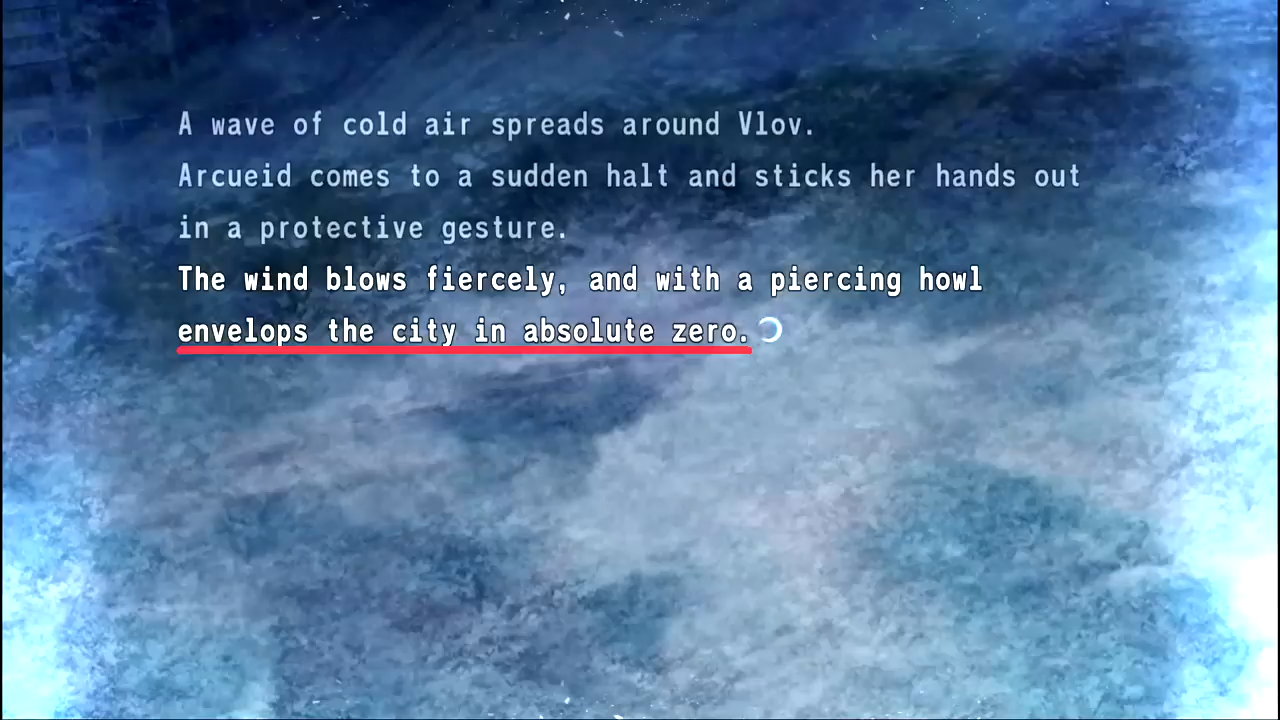 A wave of cold air spreads around Vlov.
Arcueid comes to a sudden halt and sticks her hands out
in a protective gesture.
The wind blows fiercely, and with a piercing howl
envelops the city in absolute zero.